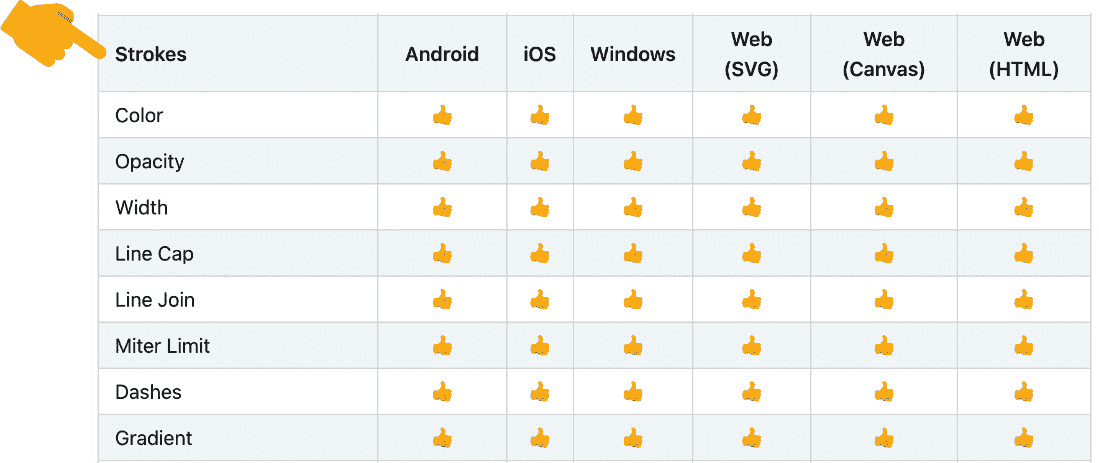 Strokes Android iOS Windows Web (SVG) Web (Canvas) Web (HTML)
Color 👍 👍 👍 👍 👍 👍
Opacity 👍 👍 👍 👍 👍 👍
Width 👍 👍 👍 👍 👍 👍
Line Cap 👍 👍 👍 👍 👍 👍
Line Join 👍 👍 👍 👍 👍 👍
Miter Limit 👍 👍 👍 👍 👍 👍
Dashes 👍 👍 👍 👍 👍 👍
Gradient 👍 👍 👍 👍 👍 👍